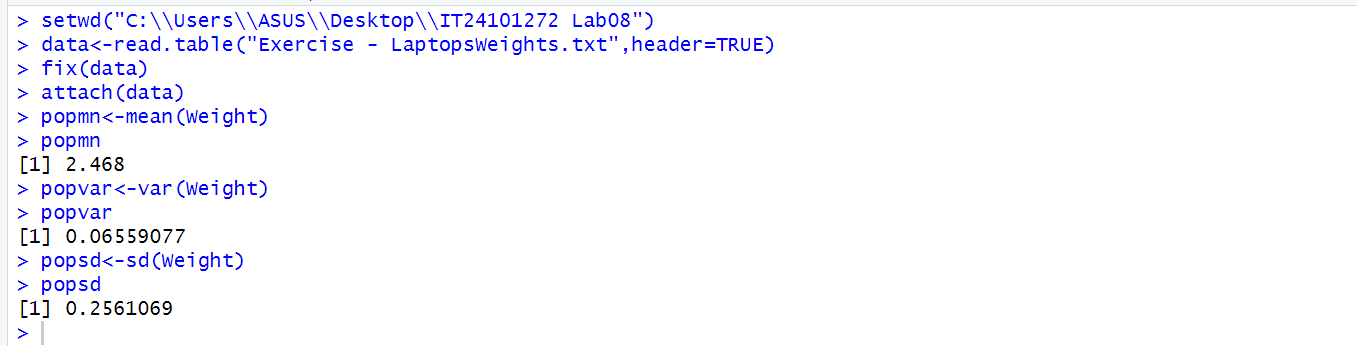 > setwd("C:\\Users\\ASUS\\Desktop\\IT24101272 Lab08")
> data<-read.table("Exercise - LaptopsWeights.txt",header=TRUE)
> fix(data)
> attach(data)
> popmn<-mean(Weight)
> popmn
[1] 2.468
> popvar<-var(Weight)
> popvar
[1] 0.06559077
> popsd<-sd(Weight)
> popsd
[1] 0.2561069
>